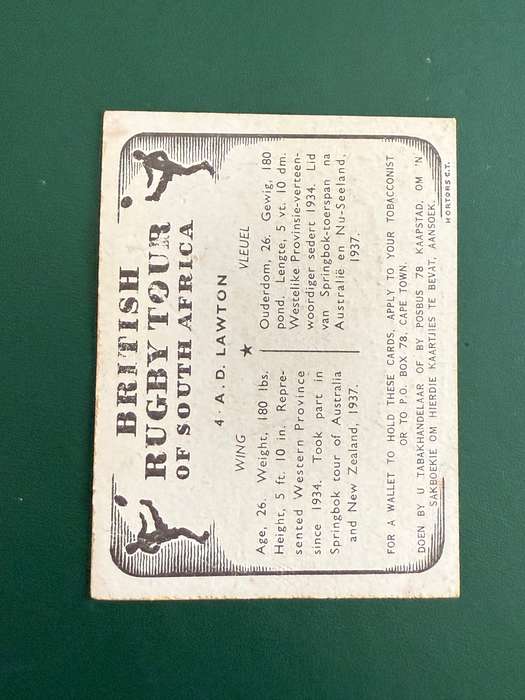 BRITISH
RUGBY TOUR
OF SOUTH AFRICA
4 · A. D. LAWTON
WING
VLEUEL
Age, 26. Weight, 180 lbs.
Height, 5 ft. 10 in. Repre-
sented Western Province
since 1934. Took part in
Springbok tour of Australia
and New Zealand, 1937.
Ouderdom, 26. Gewig, 180
pond. Lengte, 5 vt. 10 dm.
Westelike Provinsie-verteen-
woordiger sedert 1934. Lid
van Springbok-toerspan na
Australië en Nu-Seeland,
1937.
FOR A WALLET TO HOLD THESE CARDS, APPLY TO YOUR TOBACCONIST
OR TO P.O. BOX 78, CAPE TOWN
DOEN BY U TABAKHANDELAAR OF BY POSBUS 78 KAAPSTAD, OM 'N
SAKBOEKIE OM HIERDIE KAARTJIES TE BEVAT, AANSOEK.
HORTORS C.T.